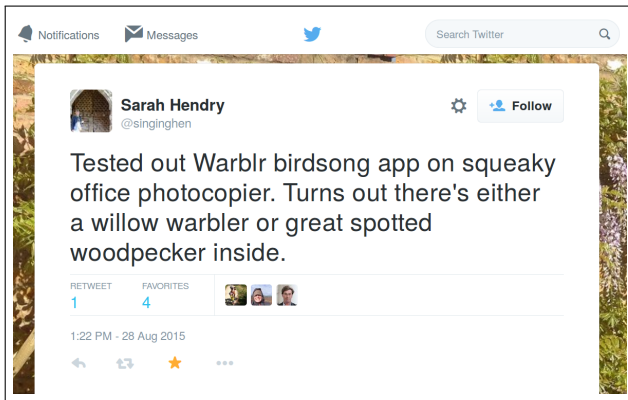 Notifications Messages Search Twitter
Sarah Hendry
@singinghen
Follow
Tested out Warblr birdsong app on squeaky
office photocopier. Turns out there's either
a willow warbler or great spotted
woodpecker inside.
RETWEET FAVORITES
1 4
1:22 PM - 28 Aug 2015